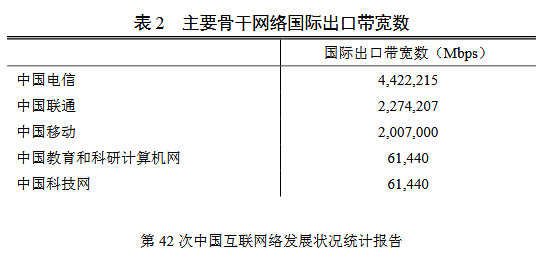 表 2 主要骨干网络国际出口带宽数
国际出口带宽数（Mbps）
中国电信 4,422,215
中国联通 2,274,207
中国移动 2,007,000
中国教育和科研计算机网 61,440
中国科技网 61,440
第 42 次中国互联网络发展状况统计报告